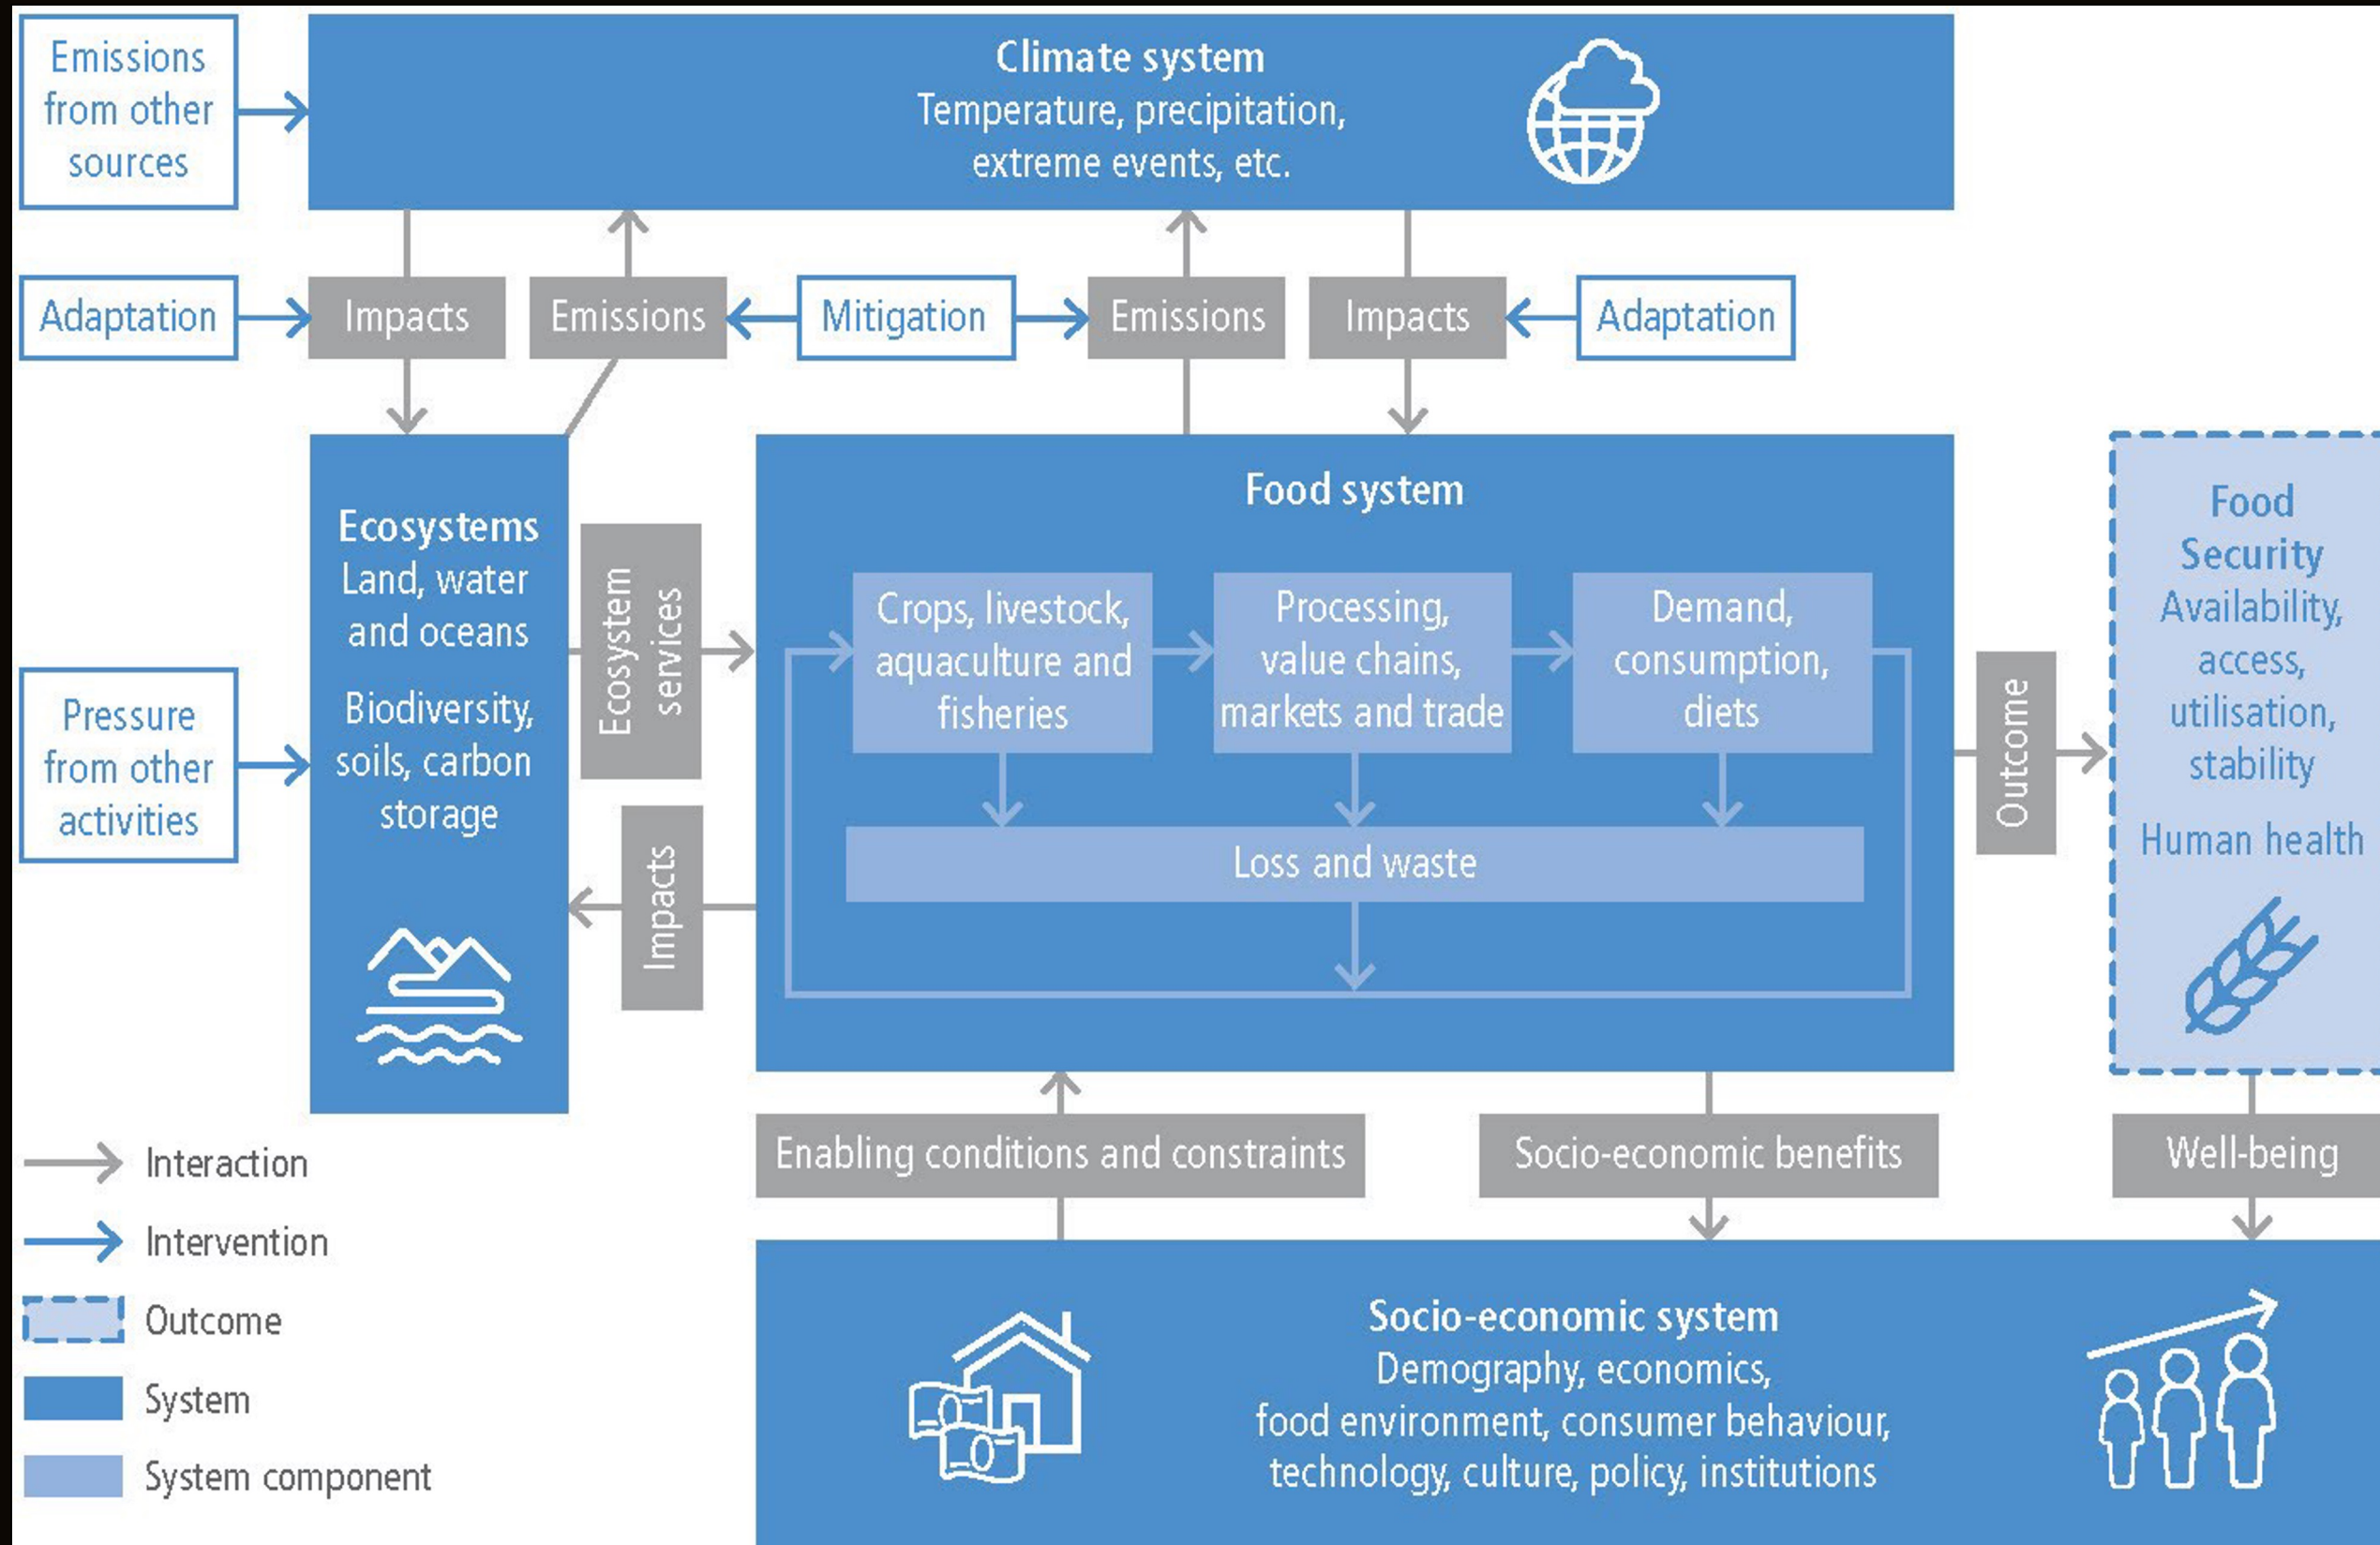 Emissions
from other
sources
Climate system
Temperature, precipitation,
extreme events, etc.
Adaptation
Impacts
Emissions
Mitigation
Emissions
Impacts
Adaptation
Pressure
from other
activities
Ecosystems
Land, water
and oceans
Biodiversity,
soils, carbon
storage
Ecosystem
services
Impacts
Food system
Crops, livestock,
aquaculture and
fisheries
Processing,
value chains,
markets and trade
Demand,
consumption,
diets
Loss and waste
Outcome
Food
Security
Availability,
access,
utilisation,
stability
Human health
Enabling conditions and constraints
Socio-economic benefits
Well-being
Socio-economic system
Demography, economics,
food environment, consumer behaviour,
technology, culture, policy, institutions
Interaction
Intervention
Outcome
System
System component